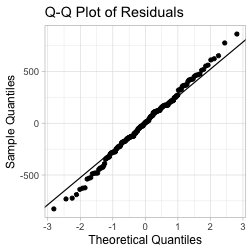 Q-Q Plot of Residuals
Sample Quantiles
500
0
-500
-3 -2 -1 0 1 2 3
Theoretical Quantiles